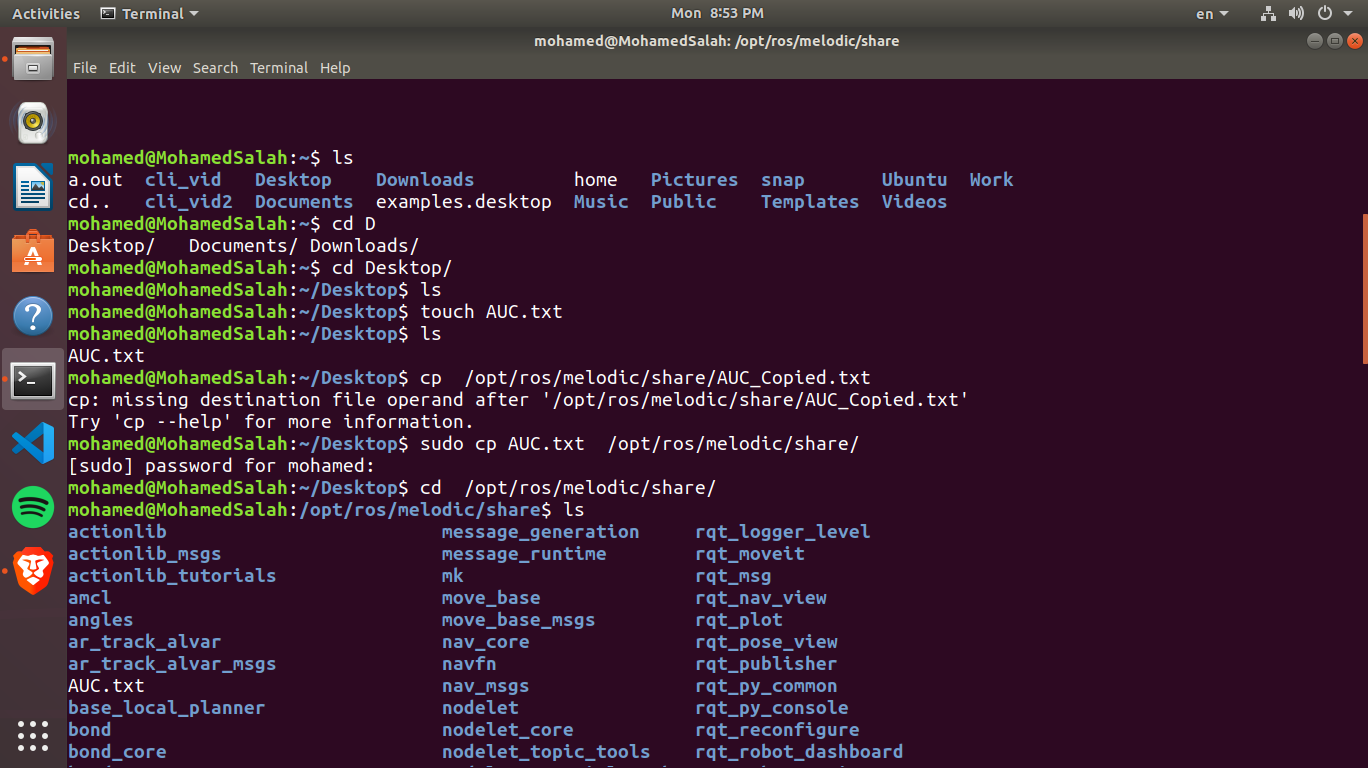 Activities Terminal Mon 8:53 PM en
mohamed@MohamedSalah: /opt/ros/melodic/share
File Edit View Search Terminal Help
mohamed@MohamedSalah:~$ ls
a.out cli_vid Desktop Downloads home Pictures snap Ubuntu Work
cd.. cli_vid2 Documents examples.desktop Music Public Templates Videos
mohamed@MohamedSalah:~$ cd D
Desktop/ Documents/ Downloads/
mohamed@MohamedSalah:~$ cd Desktop/
mohamed@MohamedSalah:~/Desktop$ ls
mohamed@MohamedSalah:~/Desktop$ touch AUC.txt
mohamed@MohamedSalah:~/Desktop$ ls
AUC.txt
mohamed@MohamedSalah:~/Desktop$ cp  /opt/ros/melodic/share/AUC_Copied.txt
cp: missing destination file operand after '/opt/ros/melodic/share/AUC_Copied.txt'
Try 'cp --help' for more information.
mohamed@MohamedSalah:~/Desktop$ sudo cp AUC.txt  /opt/ros/melodic/share/
[sudo] password for mohamed:
mohamed@MohamedSalah:~/Desktop$ cd  /opt/ros/melodic/share/
mohamed@MohamedSalah:/opt/ros/melodic/share$ ls
actionlib message_generation rqt_logger_level
actionlib_msgs message_runtime rqt_moveit
actionlib_tutorials mk rqt_msg
amcl move_base rqt_nav_view
angles move_base_msgs rqt_plot
ar_track_alvar nav_core rqt_pose_view
ar_track_alvar_msgs navfn rqt_publisher
AUC.txt nav_msgs rqt_py_common
base_local_planner nodelet rqt_py_console
bond nodelet_core rqt_reconfigure
bond_core nodelet_topic_tools rqt_robot_dashboard